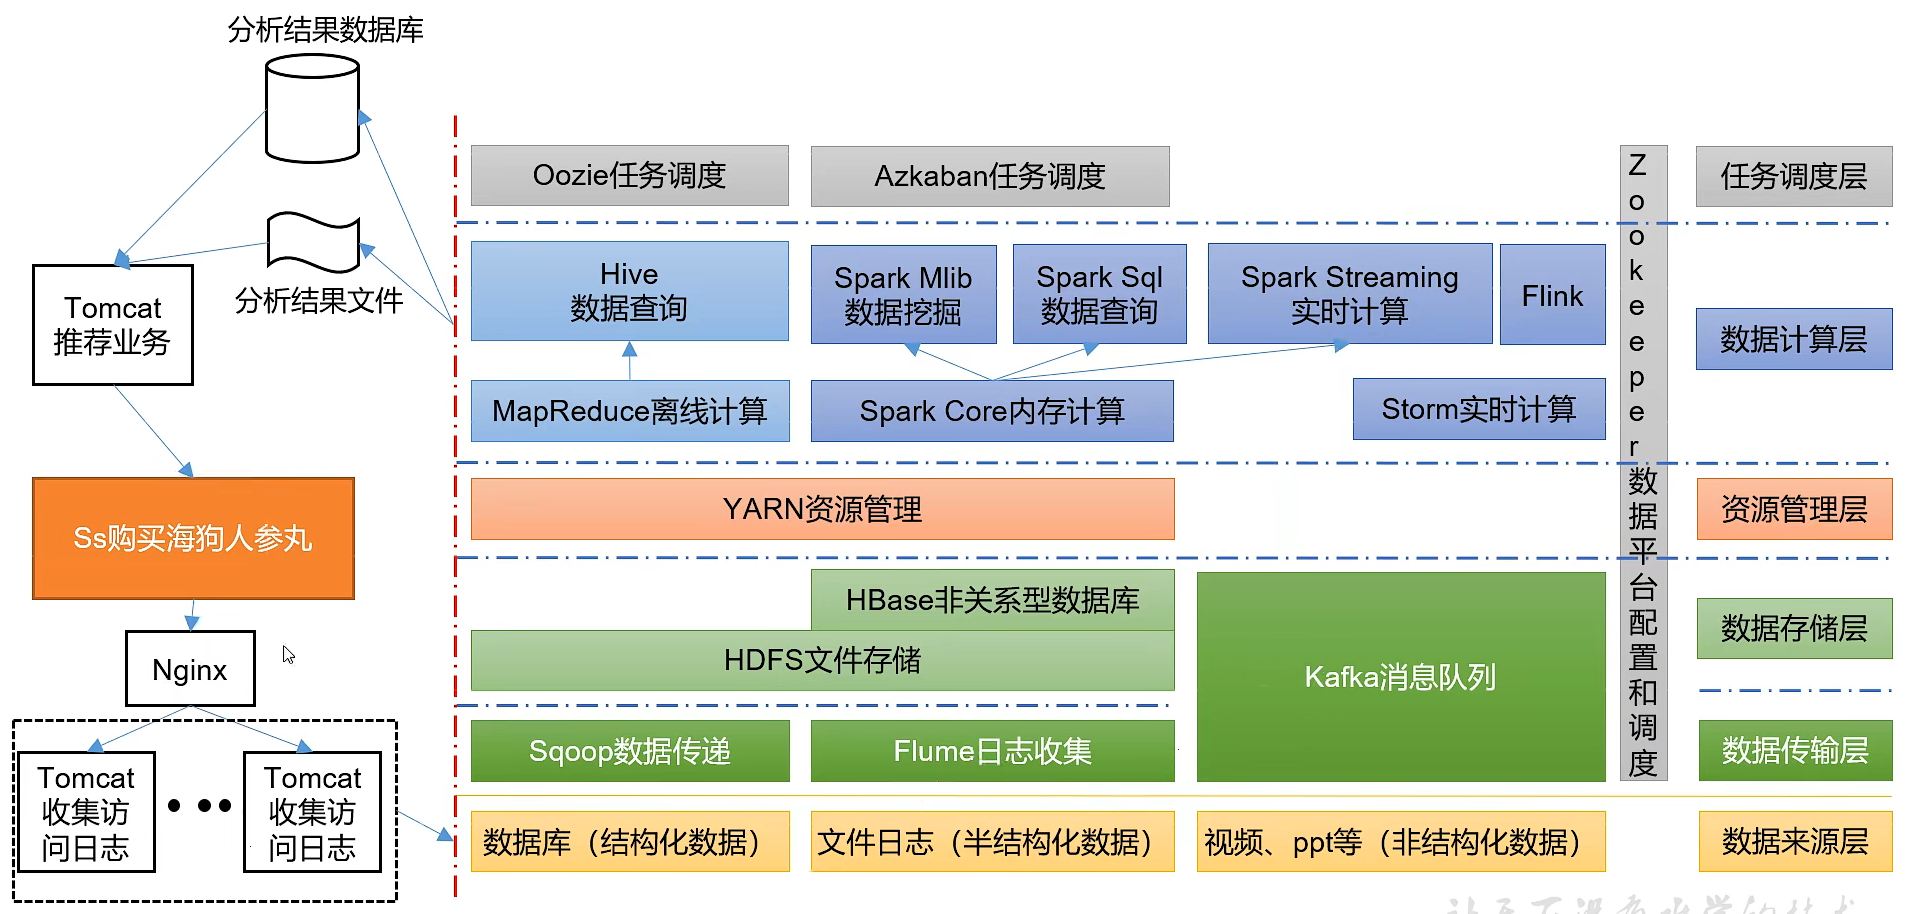 分析结果数据库
分析结果文件
Tomcat
推荐业务
Ss购买海狗人参丸
Nginx
Tomcat
收集访
问日志
Tomcat
收集访
问日志
Oozie任务调度
Azkaban任务调度
任务调度层
Hive
数据查询
Spark Mlib
数据挖掘
Spark Sql
数据查询
Spark Streaming
实时计算
Flink
MapReduce离线计算
Spark Core内存计算
Storm实时计算
数据计算层
YARN资源管理
资源管理层
HBase非关系型数据库
HDFS文件存储
Kafka消息队列
数据存储层
Sqoop数据传递
Flume日志收集
数据传输层
Zookeeper数据平台配置和调度
数据库（结构化数据）
文件日志（半结构化数据）
视频、ppt等（非结构化数据）
数据来源层